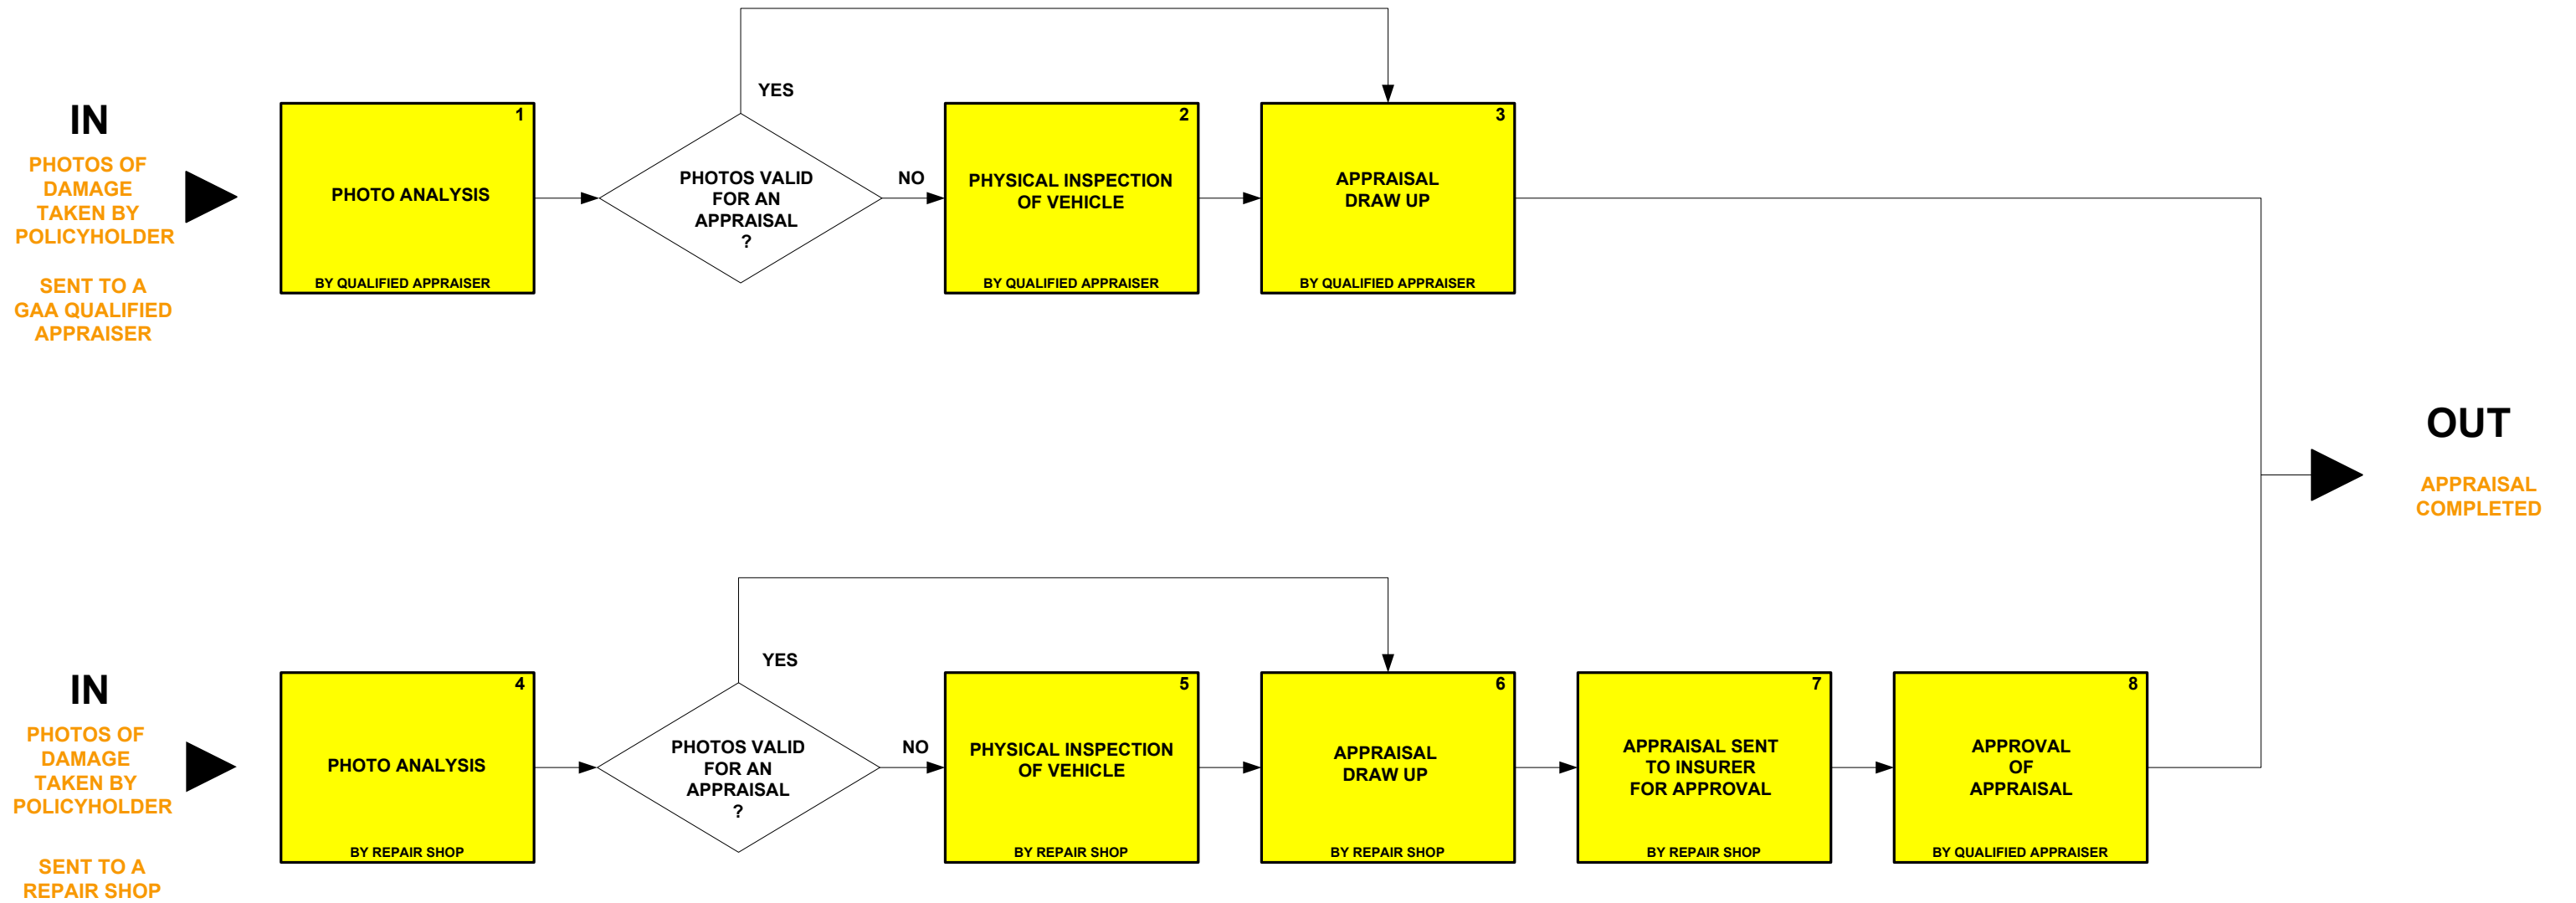 IN
PHOTOS OF
DAMAGE
TAKEN BY
POLICYHOLDER
SENT TO A
GAA QUALIFIED
APPRAISER
1
PHOTO ANALYSIS
BY QUALIFIED APPRAISER
YES
PHOTOS VALID
FOR AN
APPRAISAL
?
NO
2
PHYSICAL INSPECTION
OF VEHICLE
BY QUALIFIED APPRAISER
3
APPRAISAL
DRAW UP
BY QUALIFIED APPRAISER
OUT
APPRAISAL
COMPLETED
IN
PHOTOS OF
DAMAGE
TAKEN BY
POLICYHOLDER
SENT TO A
REPAIR SHOP
4
PHOTO ANALYSIS
BY REPAIR SHOP
YES
PHOTOS VALID
FOR AN
APPRAISAL
?
NO
5
PHYSICAL INSPECTION
OF VEHICLE
BY REPAIR SHOP
6
APPRAISAL
DRAW UP
BY REPAIR SHOP
7
APPRAISAL SENT
TO INSURER
FOR APPROVAL
BY REPAIR SHOP
8
APPROVAL
OF
APPRAISAL
BY QUALIFIED APPRAISER